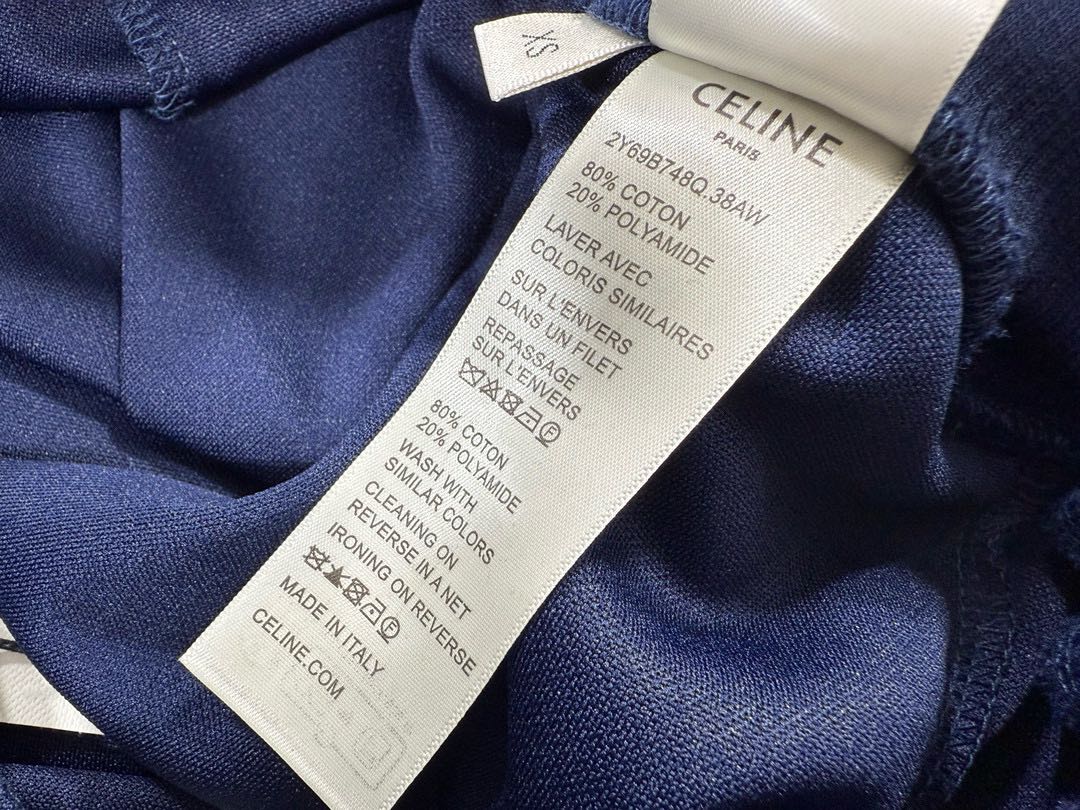 XS
CELINE
PARIS
2Y69B748Q.38AW
80% COTON
20% POLYAMIDE
LAVER AVEC
COLORIS SIMILAIRES
SUR L'ENVERS
DANS UN FILET
REPASSAGE
SUR L'ENVERS
F
80% COTON
20% POLYAMIDE
WASH WITH
SIMILAR COLORS
CLEANING ON
REVERSE IN A NET
IRONING ON REVERSE
F
MADE IN ITALY
CELINE.COM